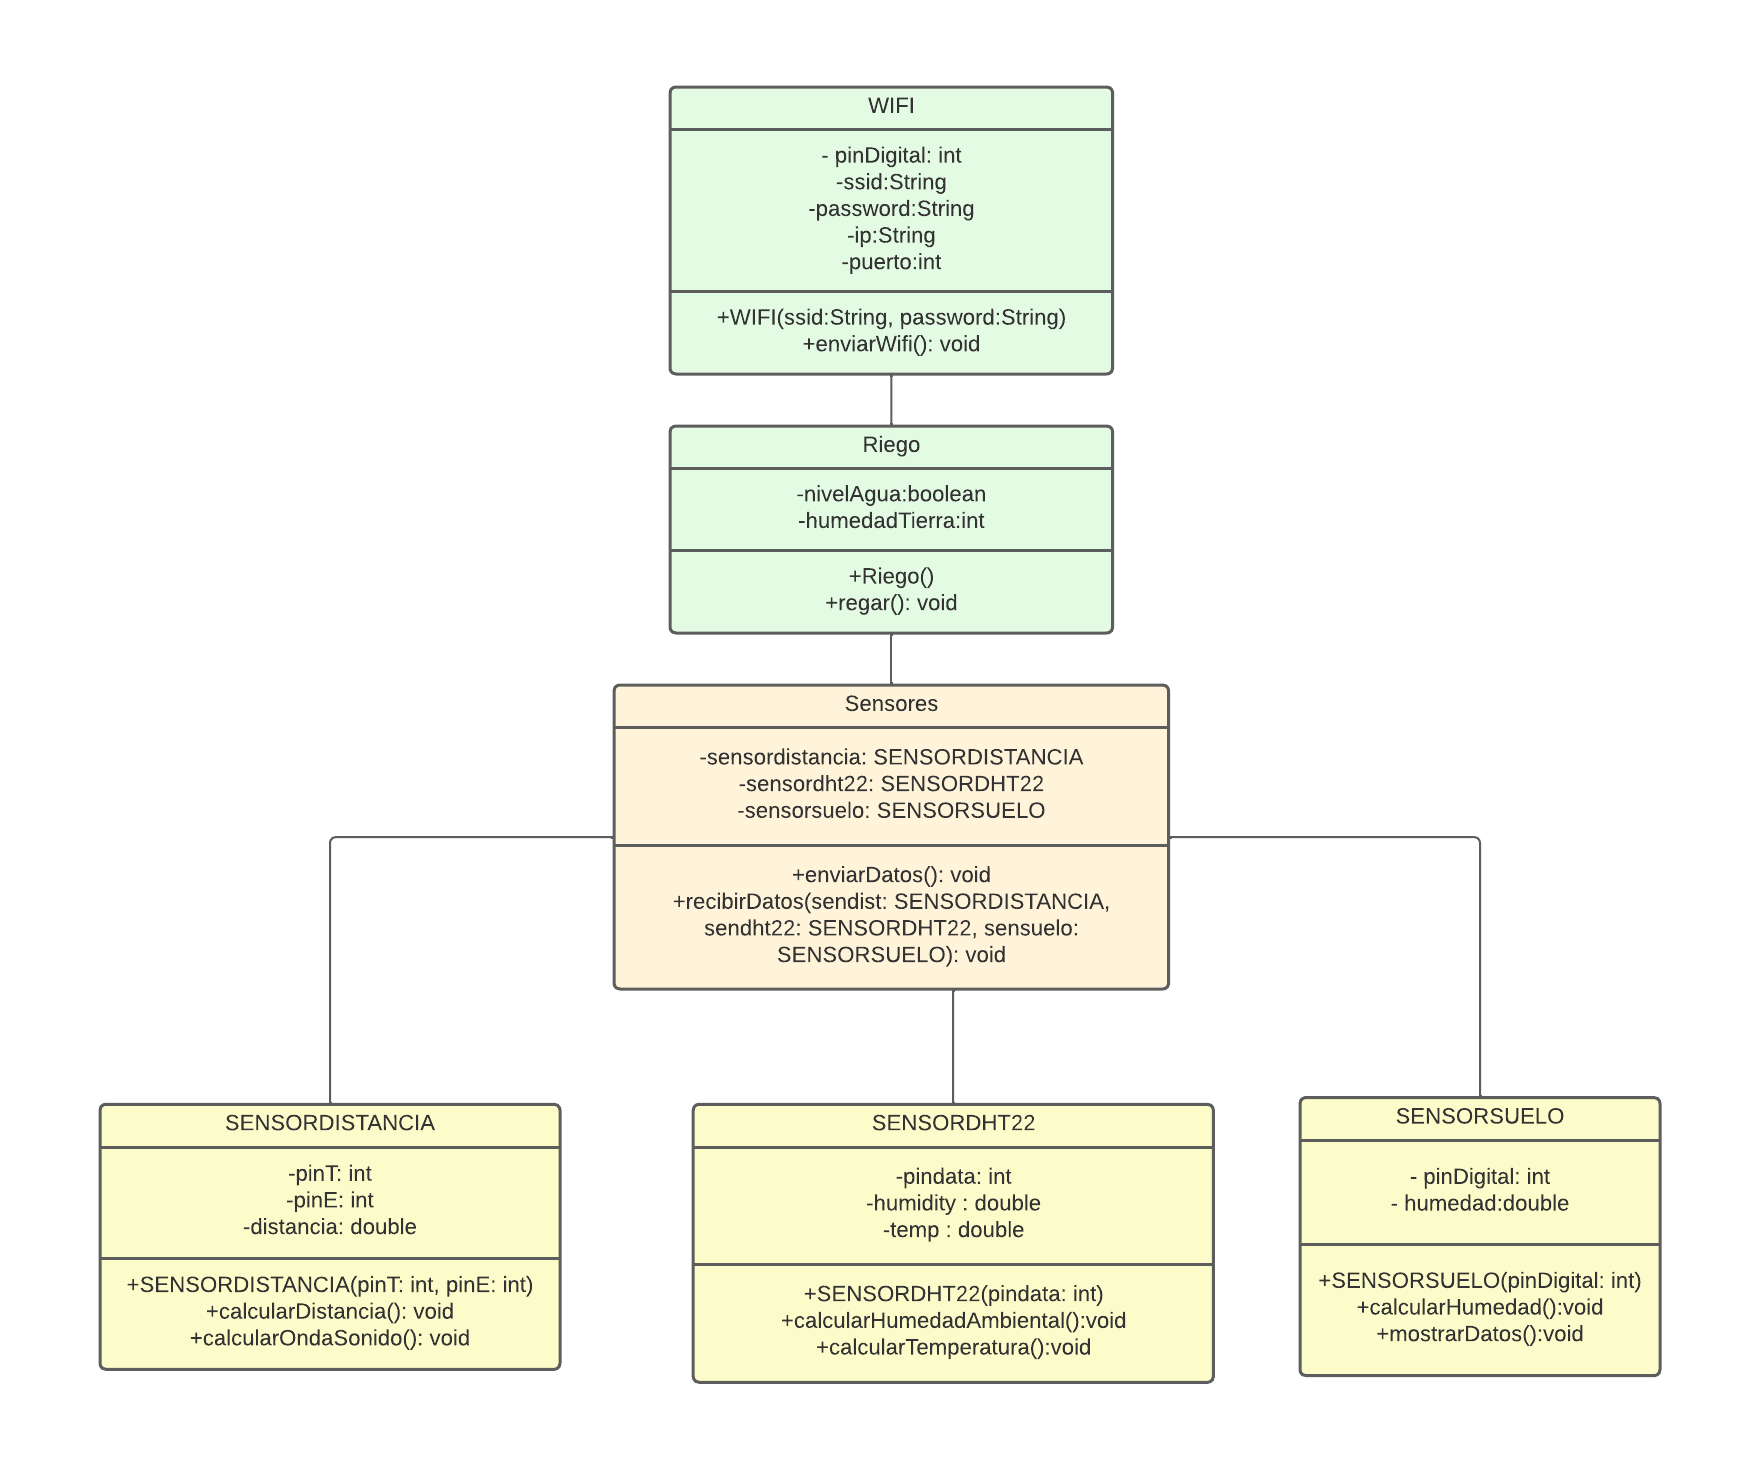 WIFI
- pinDigital: int
-ssid:String
-password:String
-ip:String
-puerto:int
+WIFI(ssid:String, password:String)
+enviarWifi(): void
Riego
-nivelAgua:boolean
-humedadTierra:int
+Riego()
+regar(): void
Sensores
-sensordistancia: SENSORDISTANCIA
-sensordht22: SENSORDHT22
-sensorsuelo: SENSORSUELO
+enviarDatos(): void
+recibirDatos(sendist: SENSORDISTANCIA,
sendht22: SENSORDHT22, sensuelo:
SENSORSUELO): void
SENSORDISTANCIA
-pinT: int
-pinE: int
-distancia: double
+SENSORDISTANCIA(pinT: int, pinE: int)
+calcularDistancia(): void
+calcularOndaSonido(): void
SENSORDHT22
-pindata: int
-humidity : double
-temp : double
+SENSORDHT22(pindata: int)
+calcularHumedadAmbiental():void
+calcularTemperatura():void
SENSORSUELO
- pinDigital: int
- humedad:double
+SENSORSUELO(pinDigital: int)
+calcularHumedad():void
+mostrarDatos():void